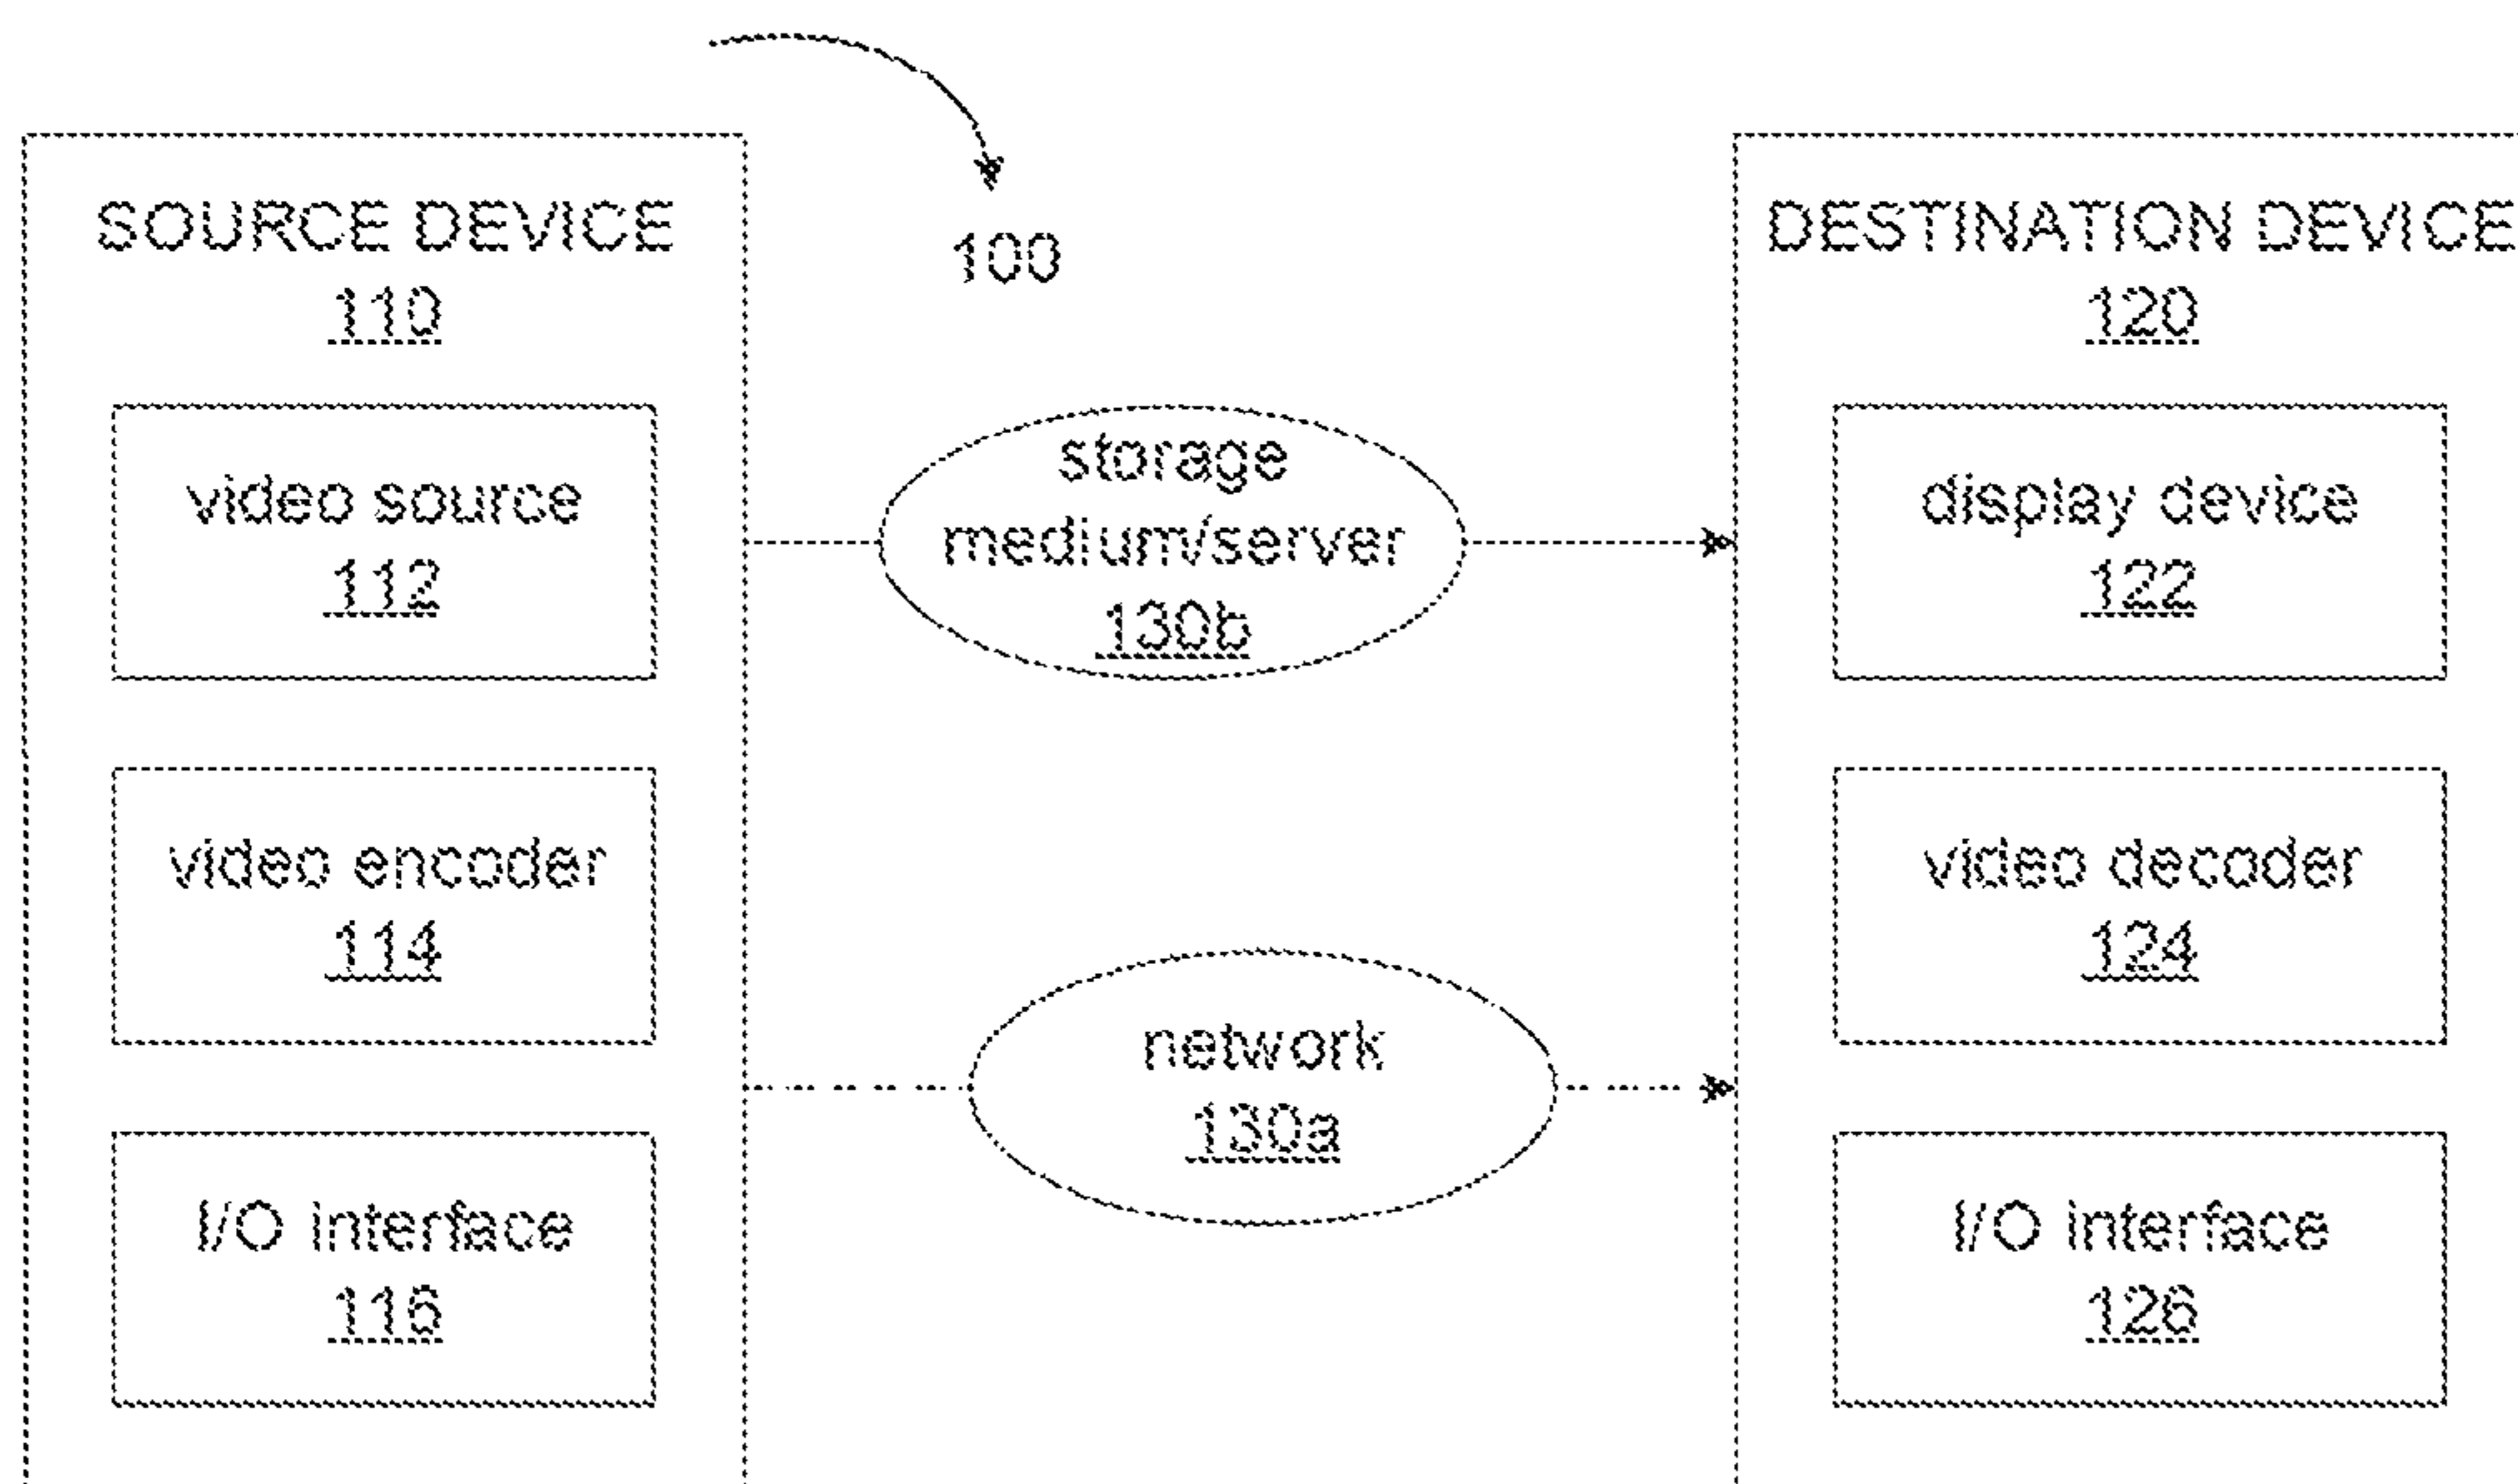 100
SOURCE DEVICE
110
video source
112
video encoder
114
I/O interface
116
storage
medium/server
130b
network
130a
DESTINATION DEVICE
120
display device
122
video decoder
124
I/O interface
126